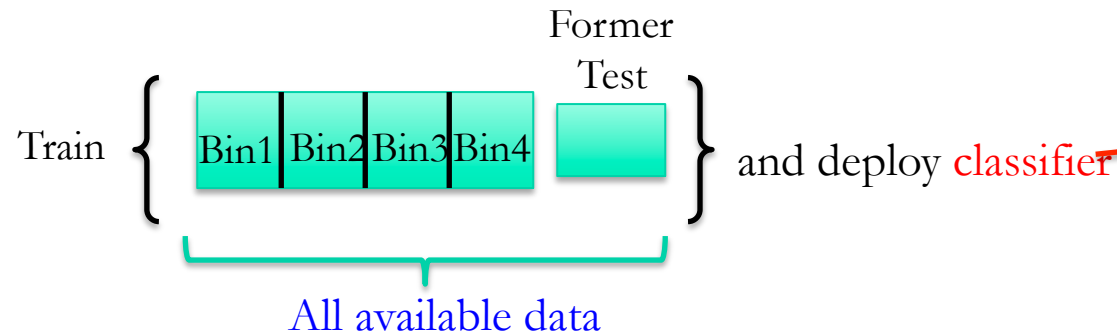 Former
Test
Train
Bin1 Bin2 Bin3 Bin4
and deploy classifier
All available data